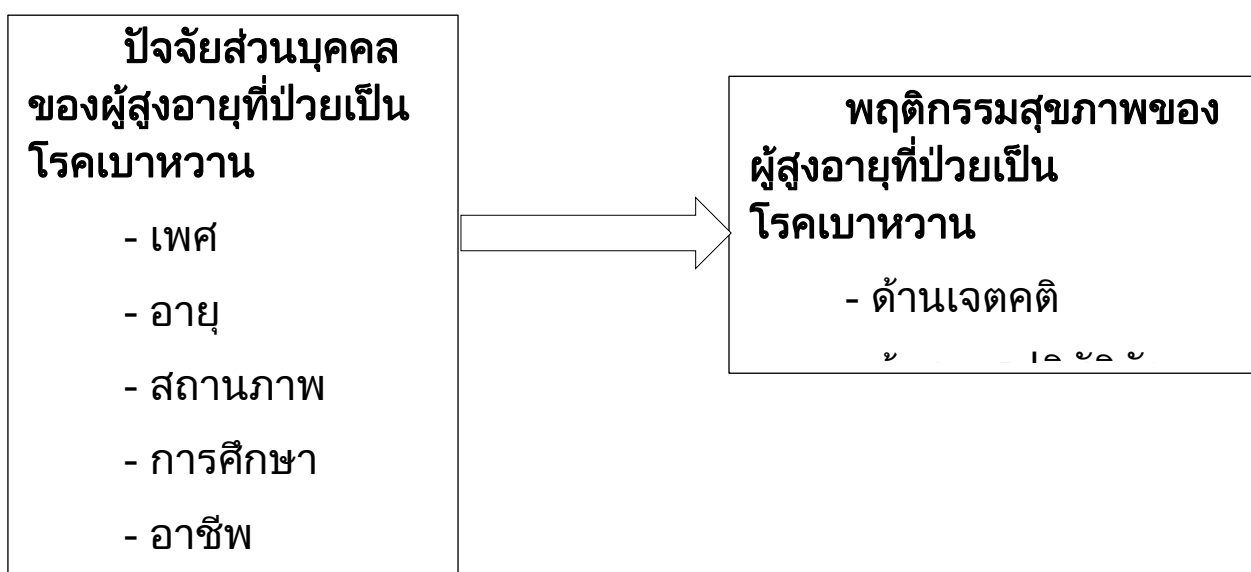 ปัจจัยส่วนบุคคล
ของผู้สูงอายุที่ป่วยเป็น
โรคเบาหวาน
- เพศ
- อายุ
- สถานภาพ
- การศึกษา
- อาชีพ
พฤติกรรมสุขภาพของ
ผู้สูงอายุที่ป่วยเป็น
โรคเบาหวาน
- ด้านเจตคติ